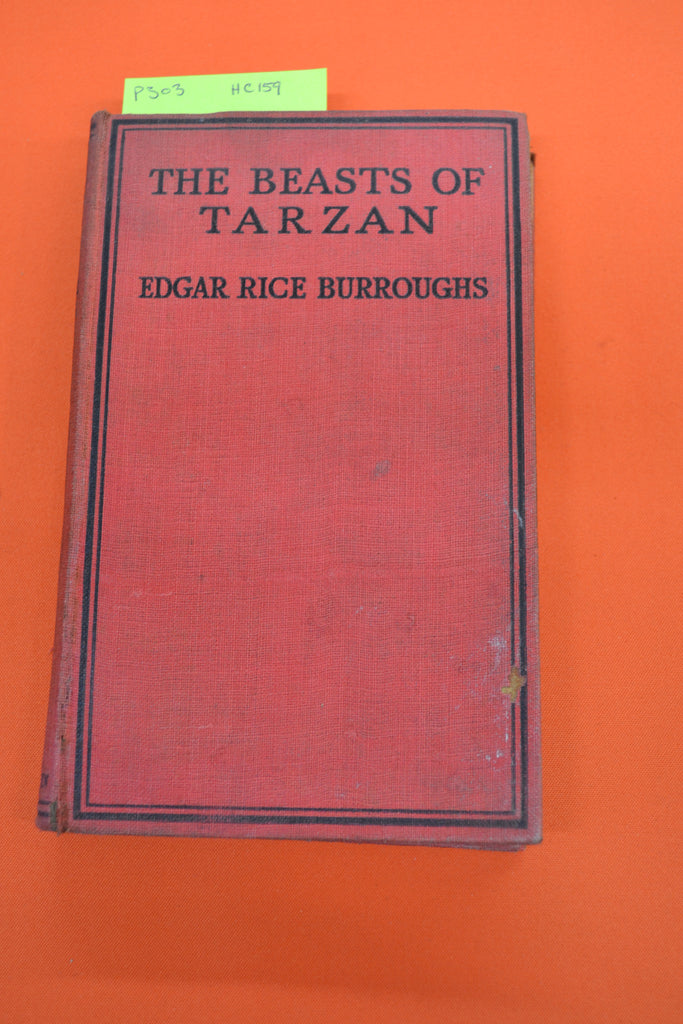 P303 HC159
THE BEASTS OF
TARZAN
EDGAR RICE BURROUGHS